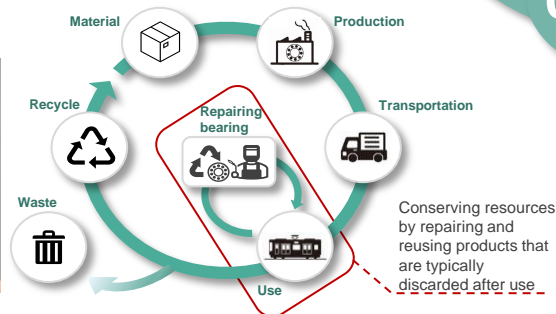 Material
Production
Recycle
Repairing
bearing
Transportation
Waste
Conserving resources
by repairing and
reusing products that
are typically
discarded after use
Use